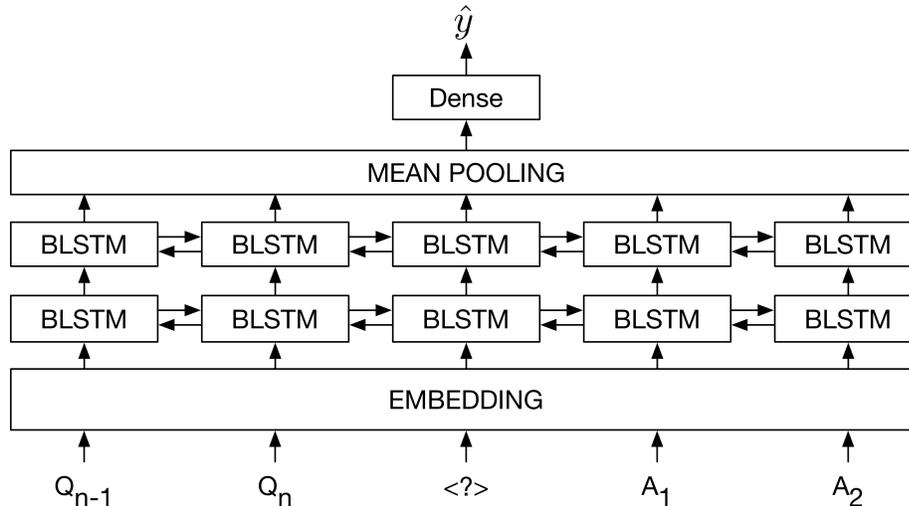 ŷ
Dense
MEAN POOLING
BLSTM BLSTM BLSTM BLSTM BLSTM
BLSTM BLSTM BLSTM BLSTM BLSTM
EMBEDDING
Qn-1 Qn <?> A1 A2